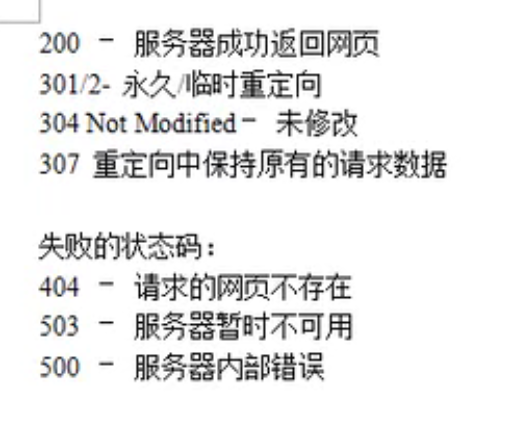 200 - 服务器成功返回网页
301/2- 永久/临时重定向
304 Not Modified - 未修改
307 重定向中保持原有的请求数据
失败的状态码：
404 - 请求的网页不存在
503 - 服务器暂时不可用
500 - 服务器内部错误